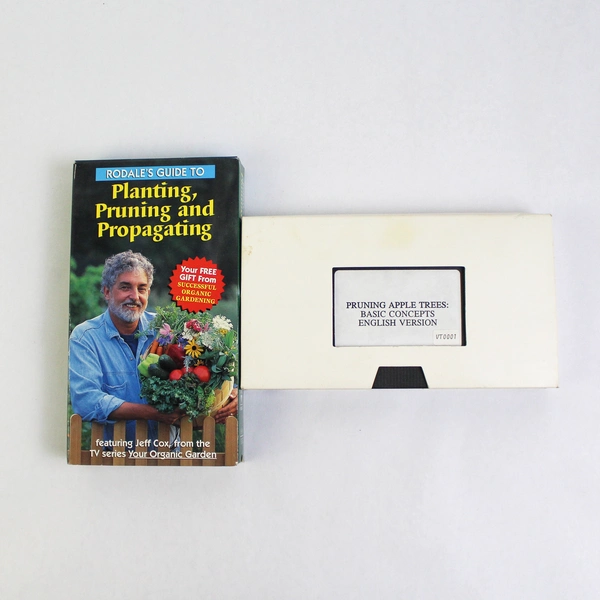 RODALE'S GUIDE TO
Planting,
Pruning and
Propagating
Your FREE
GIFT From
SUCCESSFUL
ORGANIC
GARDENING
featuring Jeff Cox, from the
TV series Your Organic Garden
PRUNING APPLE TREES:
BASIC CONCEPTS
ENGLISH VERSION
VT0001